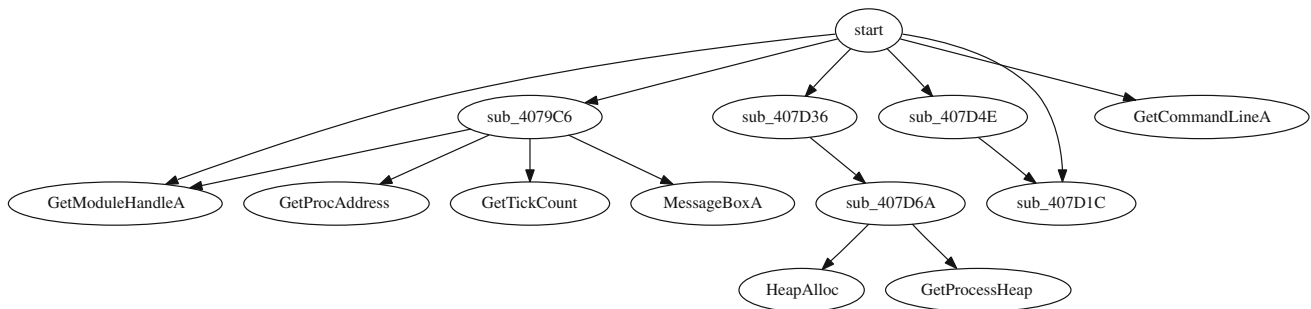 start
sub_4079C6
sub_407D36
sub_407D4E
GetCommandLineA
GetModuleHandleA
GetProcAddress
GetTickCount
MessageBoxA
sub_407D6A
sub_407D1C
HeapAlloc
GetProcessHeap